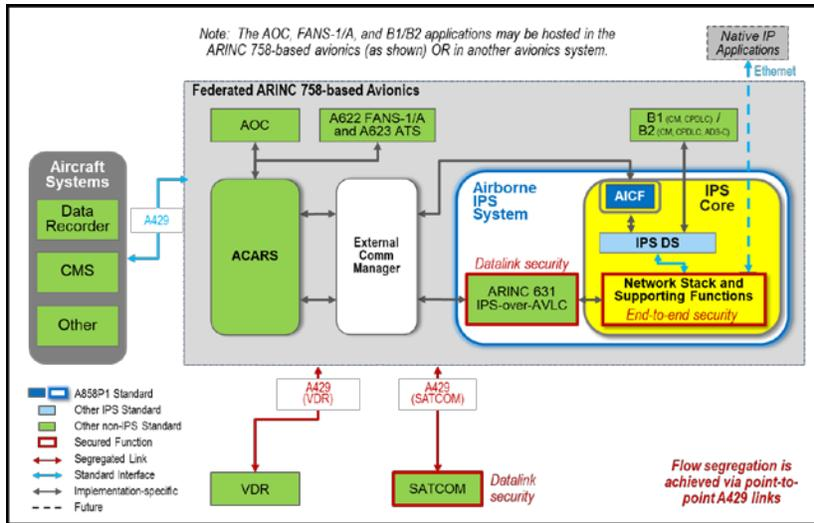 Note: The AOC, FANS-1/A, and B1/B2 applications may be hosted in the
ARINC 758-based avionics (as shown) OR in another avionics system.
Native IP
Applications
Ethernet
Federated ARINC 758-based Avionics
AOC
A622 FANS-1/A
and A623 ATS
B1 (CM, CPDLC) /
B2 (CM, CPDLC, ADS-C)
Aircraft
Systems
Data
Recorder
CMS
Other
A429
ACARS
External
Comm
Manager
Airborne
IPS
System
AICF
IPS
Core
IPS DS
Datalink security
ARINC 631
IPS-over-AVLC
Network Stack and
Supporting Functions
End-to-end security
A429
(VDR)
A429
(SATCOM)
A858P1 Standard
Other IPS Standard
Other non-IPS Standard
Secured Function
Segregated Link
Standard Interface
Implementation-specific
Future
VDR
SATCOM
Datalink
security
Flow segregation is
achieved via point-to-
point A429 links